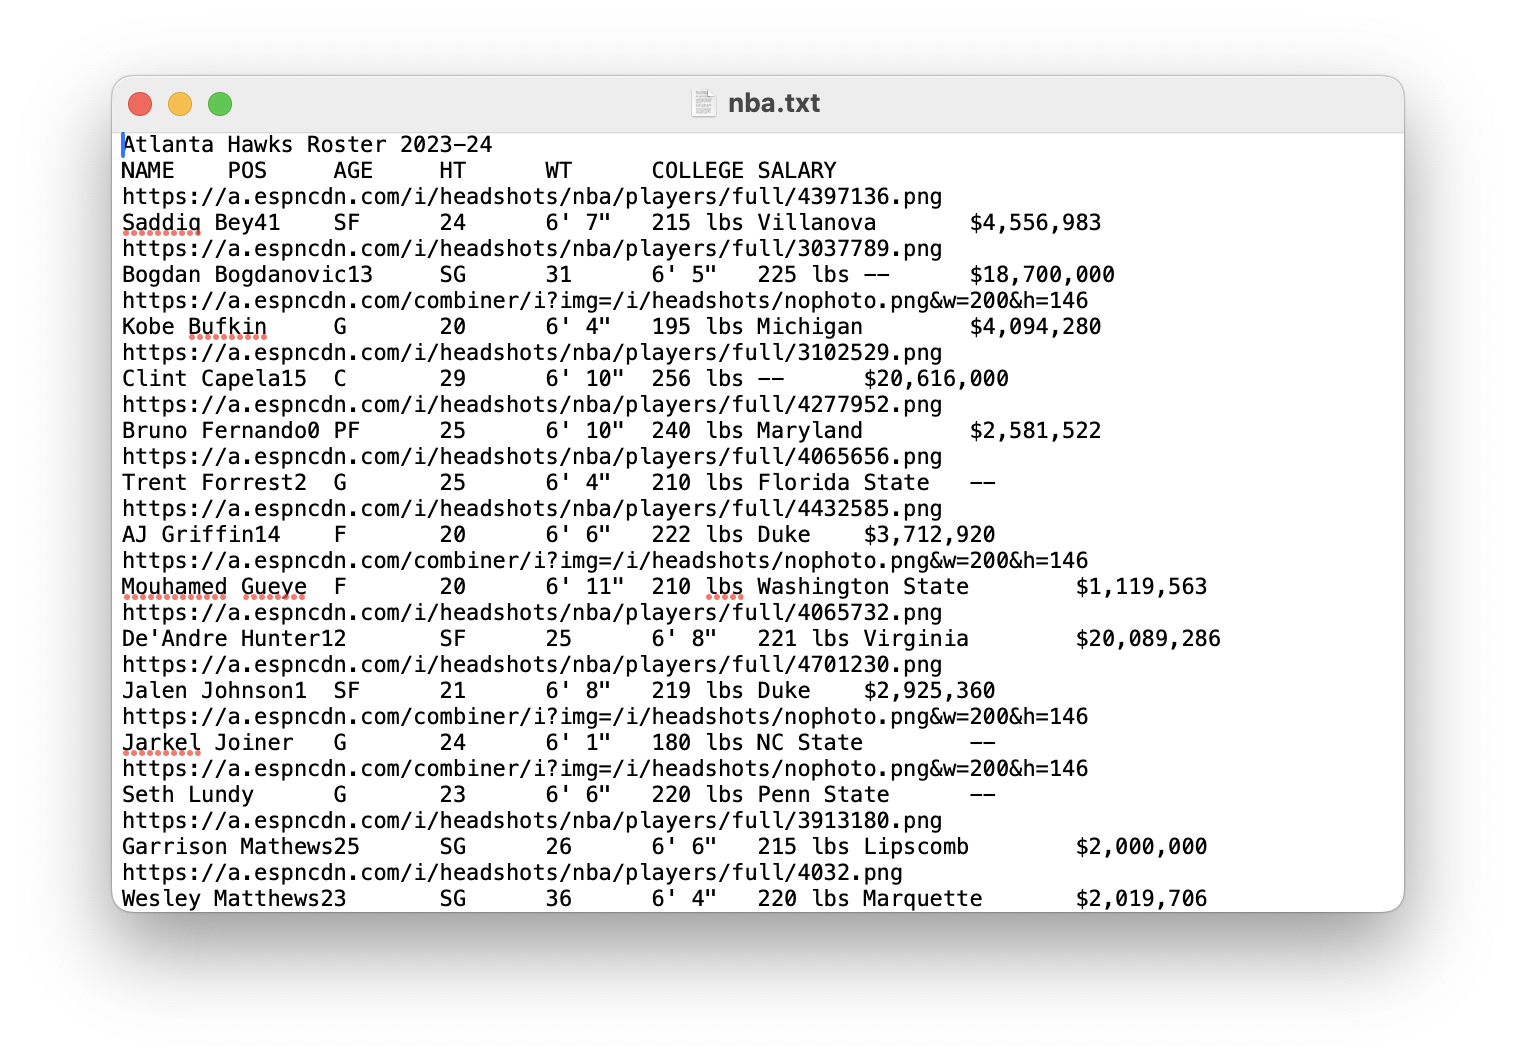 nba.txt
Atlanta Hawks Roster 2023-24
NAME POS AGE HT WT COLLEGE SALARY
https://a.espncdn.com/i/headshots/nba/players/full/4397136.png
Saddiq Bey41 SF 24 6' 7" 215 lbs Villanova $4,556,983
https://a.espncdn.com/i/headshots/nba/players/full/3037789.png
Bogdan Bogdanovic13 SG 31 6' 5" 225 lbs -- $18,700,000
https://a.espncdn.com/combiner/i?img=/i/headshots/nophoto.png&w=200&h=146
Kobe Bufkin G 20 6' 4" 195 lbs Michigan $4,094,280
https://a.espncdn.com/i/headshots/nba/players/full/3102529.png
Clint Capela15 C 29 6' 10" 256 lbs -- $20,616,000
https://a.espncdn.com/i/headshots/nba/players/full/4277952.png
Bruno Fernando0 PF 25 6' 10" 240 lbs Maryland $2,581,522
https://a.espncdn.com/i/headshots/nba/players/full/4065656.png
Trent Forrest2 G 25 6' 4" 210 lbs Florida State --
https://a.espncdn.com/i/headshots/nba/players/full/4432585.png
AJ Griffin14 F 20 6' 6" 222 lbs Duke $3,712,920
https://a.espncdn.com/combiner/i?img=/i/headshots/nophoto.png&w=200&h=146
Mouhamed Gueye F 20 6' 11" 210 lbs Washington State $1,119,563
https://a.espncdn.com/i/headshots/nba/players/full/4065732.png
De'Andre Hunter12 SF 25 6' 8" 221 lbs Virginia $20,089,286
https://a.espncdn.com/i/headshots/nba/players/full/4701230.png
Jalen Johnson1 SF 21 6' 8" 219 lbs Duke $2,925,360
https://a.espncdn.com/combiner/i?img=/i/headshots/nophoto.png&w=200&h=146
Jarkel Joiner G 24 6' 1" 180 lbs NC State --
https://a.espncdn.com/combiner/i?img=/i/headshots/nophoto.png&w=200&h=146
Seth Lundy G 23 6' 6" 220 lbs Penn State --
https://a.espncdn.com/i/headshots/nba/players/full/3913180.png
Garrison Mathews25 SG 26 6' 6" 215 lbs Lipscomb $2,000,000
https://a.espncdn.com/i/headshots/nba/players/full/4032.png
Wesley Matthews23 SG 36 6' 4" 220 lbs Marquette $2,019,706